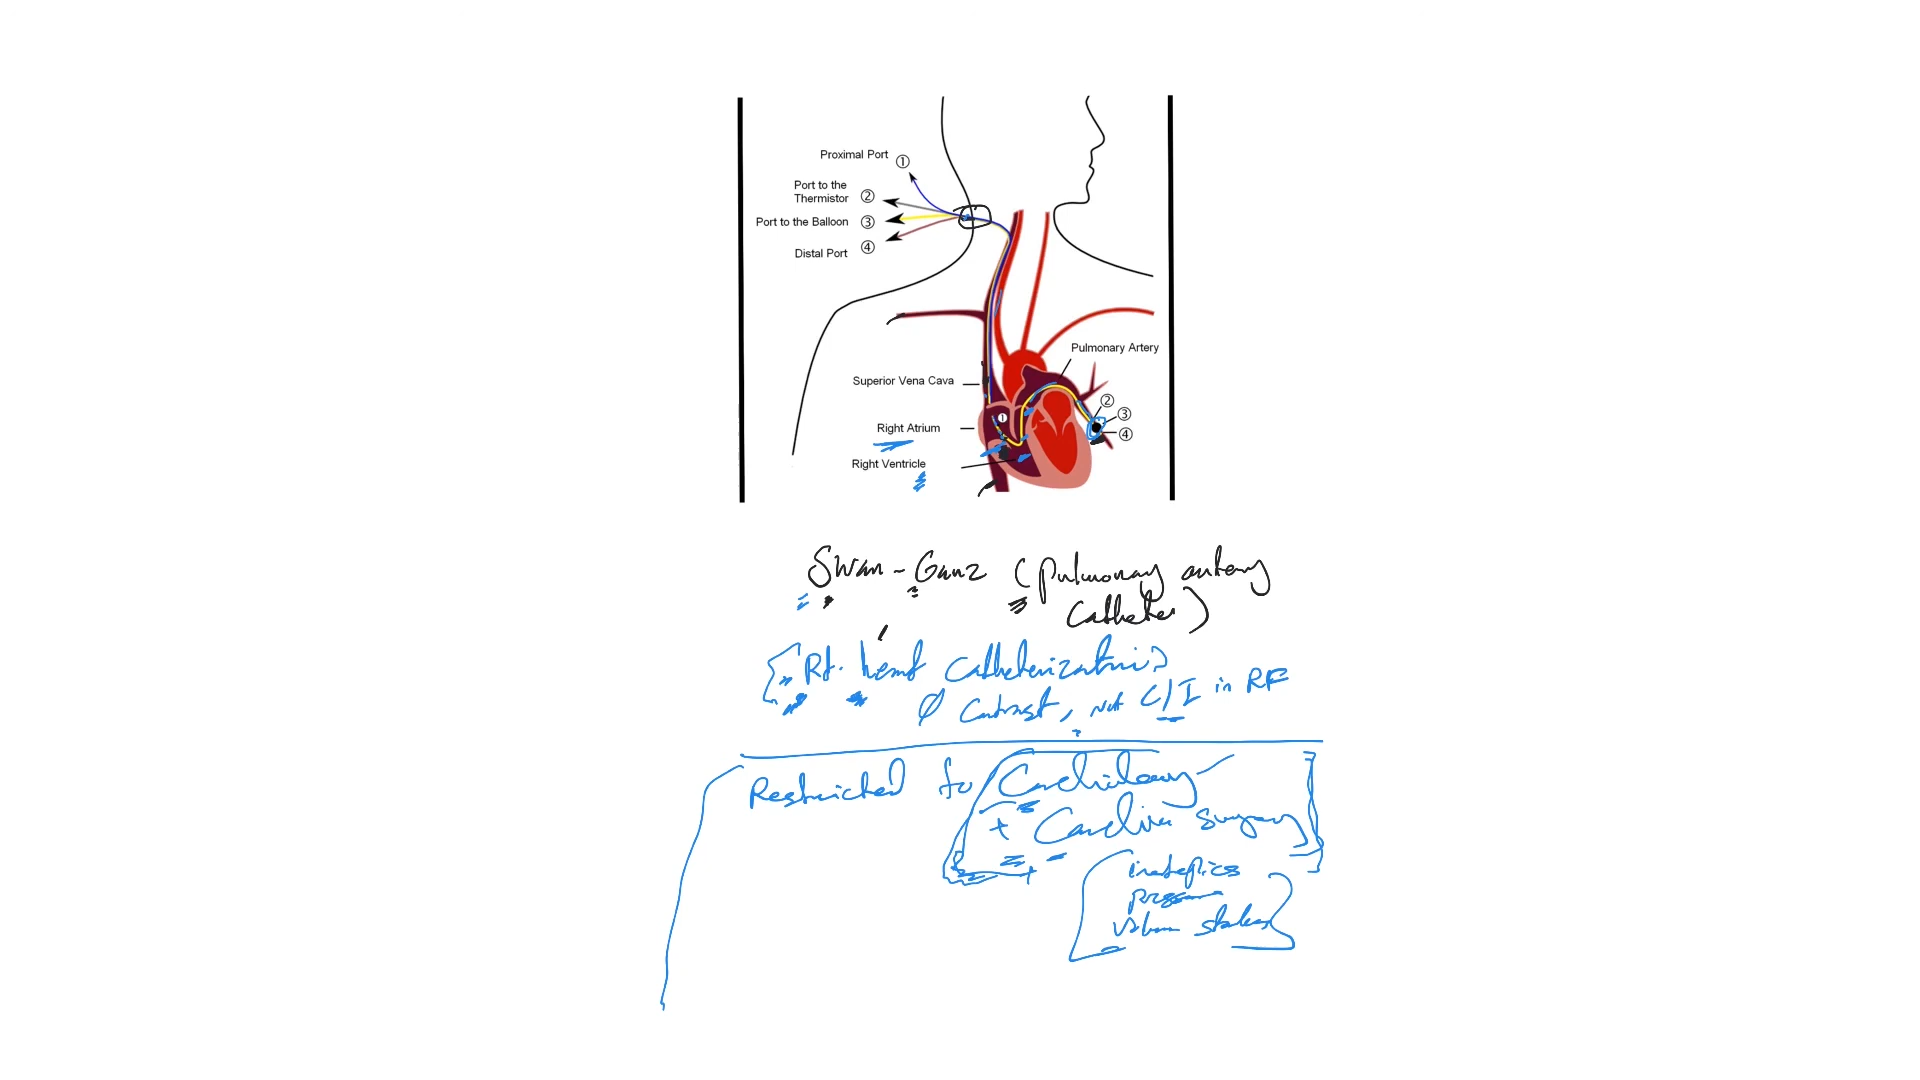 Proximal Port ①
Port to the
Thermistor ②
Port to the Balloon ③
Distal Port ④
Pulmonary Artery
Superior Vena Cava
①
②
③
④
Right Atrium
Right Ventricle
Swan-Ganz (pulmonary artery
Catheter)
Rt. heart Catheterization
Ø Contrast, not C/I in RF
Restricted to Cardiology
+ Cardiac Surgery
inotropics
volume status